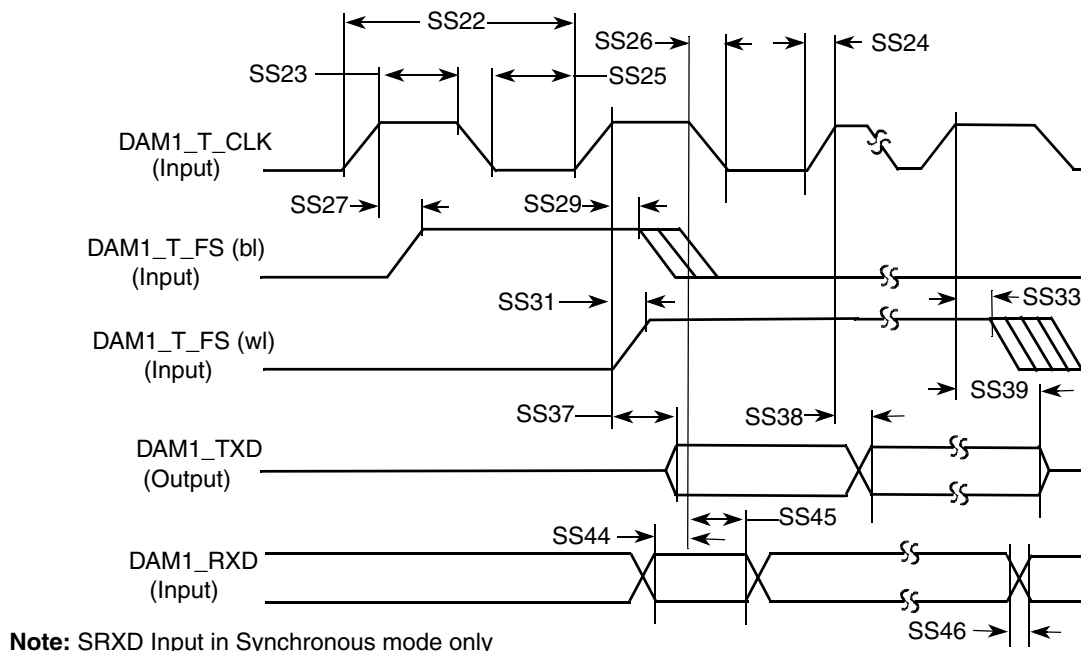 SS22
SS26
SS24
SS23
SS25
DAM1_T_CLK
(Input)
SS27
SS29
DAM1_T_FS (bl)
(Input)
SS31
SS33
DAM1_T_FS (wl)
(Input)
SS39
SS37
SS38
DAM1_TXD
(Output)
SS44
SS45
DAM1_RXD
(Input)
SS46
Note: SRXD Input in Synchronous mode only